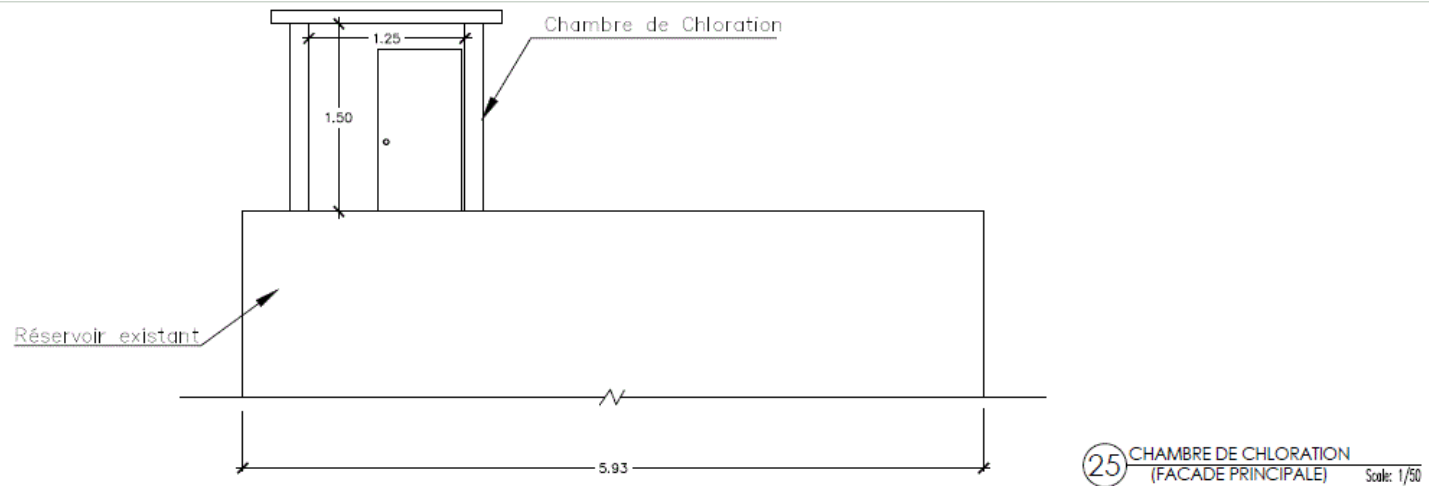 Chambre de Chloration
1.25
1.50
Réservoir existant
5.93
25 CHAMBRE DE CHLORATION
(FACADE PRINCIPALE) Scale: 1/50